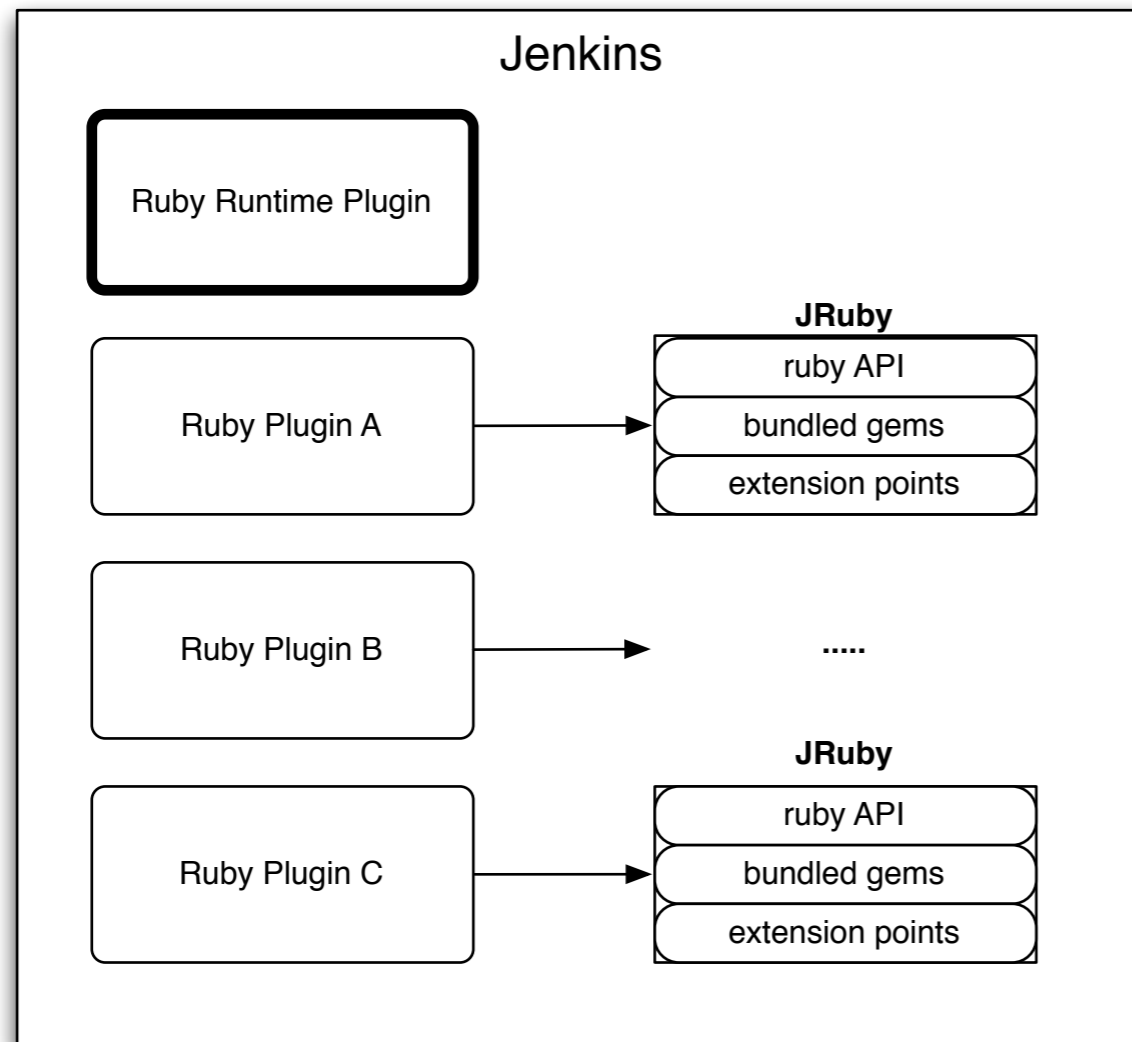 Jenkins
Ruby Runtime Plugin
JRuby
ruby API
Ruby Plugin A
bundled gems
extension points
Ruby Plugin B
.....
JRuby
ruby API
Ruby Plugin C
bundled gems
extension points